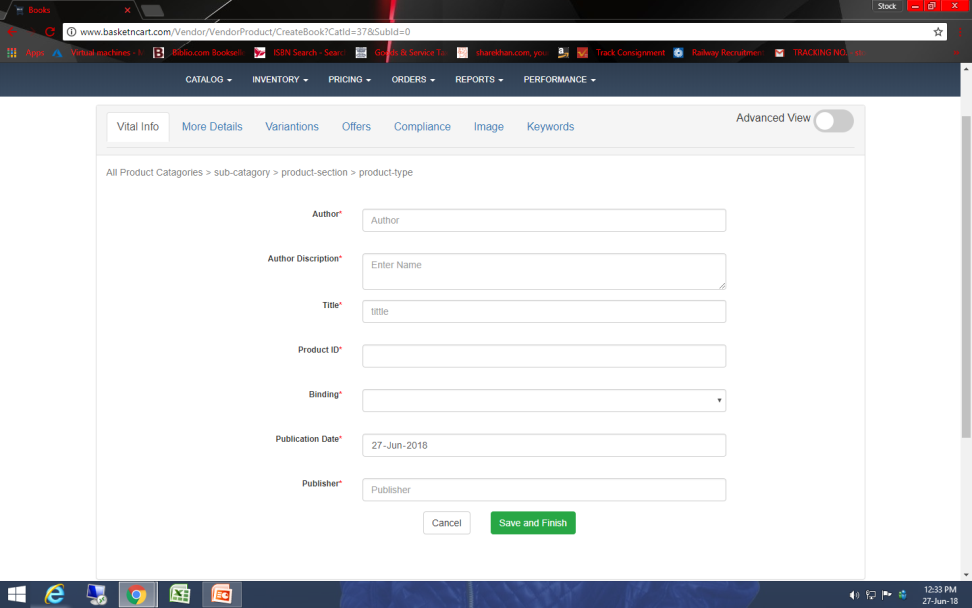 Books
Stock
www.basketncart.com/Vendor/VendorProduct/CreateBook?CatId=37&SubId=0
Apps Virtual machines - M Biblio.com Booksell ISBN Search - Search Goods & Service Ta sharekhan.com, you Track Consignment Railway Recruitmen TRACKING NO.
CATALOG INVENTORY PRICING ORDERS REPORTS PERFORMANCE
Vital Info More Details Variantions Offers Compliance Image Keywords Advanced View
All Product Catagories > sub-catagory > product-section > product-type
Author* Author
Author Discription* Enter Name
Title* tittle
Product ID*
Binding*
Publication Date* 27-Jun-2018
Publisher* Publisher
Cancel Save and Finish
12:33 PM
27-Jun-18